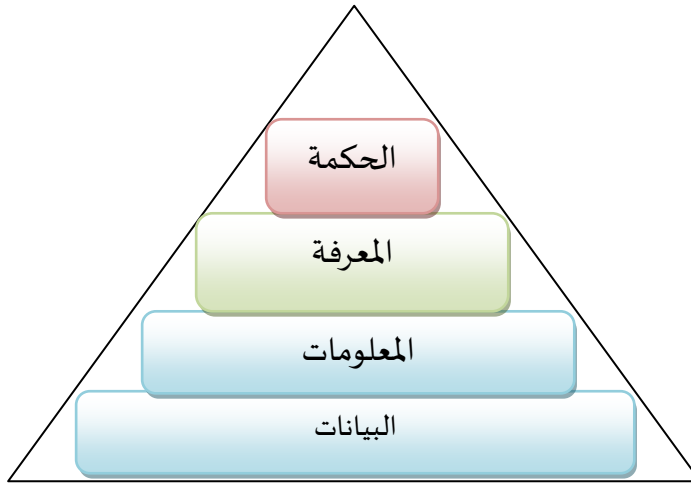 الحكمة
المعرفة
المعلومات
البيانات